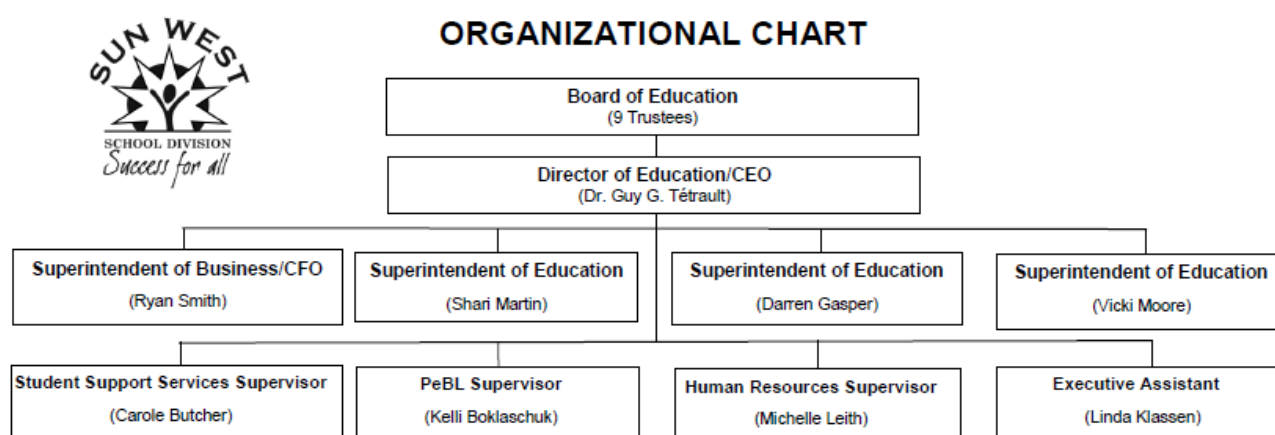 SUN WEST
SCHOOL DIVISION
Success for all
ORGANIZATIONAL CHART
Board of Education
(9 Trustees)
Director of Education/CEO
(Dr. Guy G. Tétrault)
Superintendent of Business/CFO
(Ryan Smith)
Superintendent of Education
(Shari Martin)
Superintendent of Education
(Darren Gasper)
Superintendent of Education
(Vicki Moore)
Student Support Services Supervisor
(Carole Butcher)
PeBL Supervisor
(Kelli Boklaschuk)
Human Resources Supervisor
(Michelle Leith)
Executive Assistant
(Linda Klassen)